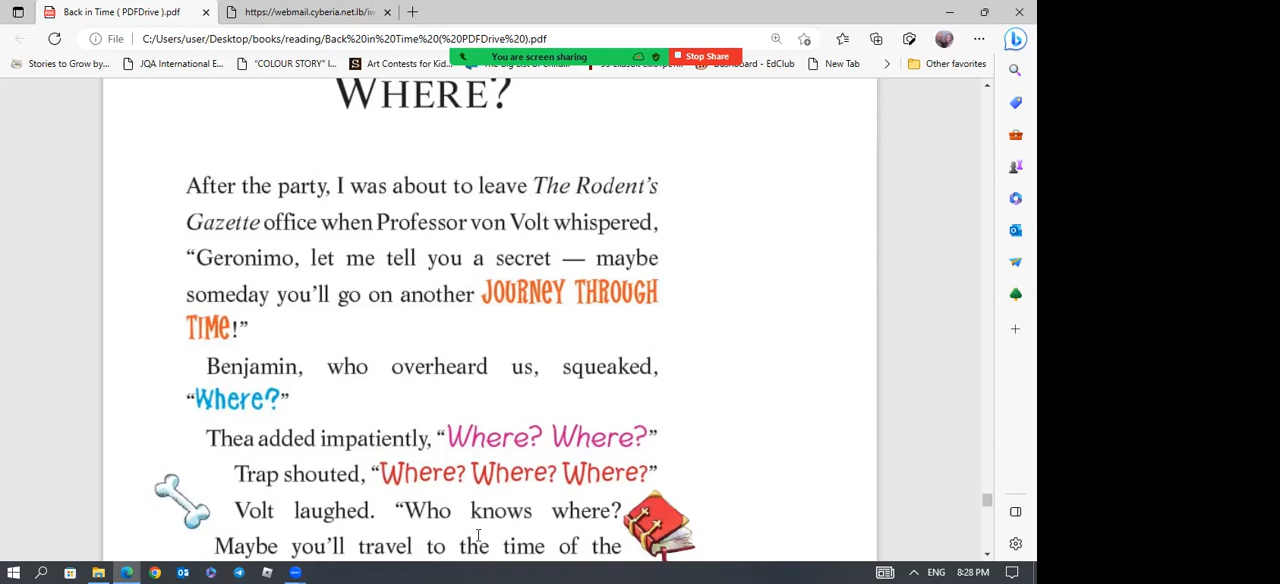 Back in Time ( PDFDrive ).pdf
https://webmail.cyberia.net.lb/iw
File
C:/Users/user/Desktop/books/reading/Back%20in%20Time%20(%20PDFDrive%20).pdf
You are screen sharing
Stop Share
Stories to Grow by...
JQA International E...
"COLOUR STORY" I...
Art Contests for Kid...
Dashboard - EdClub
New Tab
Other favorites
WHERE?
After the party, I was about to leave The Rodent's
Gazette office when Professor von Volt whispered,
“Geronimo, let me tell you a secret — maybe
someday you'll go on another JOURNEY THROUGH
TIME!”
Benjamin, who overheard us, squeaked,
“Where?”
Thea added impatiently, “Where? Where?”
Trap shouted, “Where? Where? Where?”
Volt laughed. “Who knows where?
Maybe you'll travel to the time of the
ENG
8:28 PM